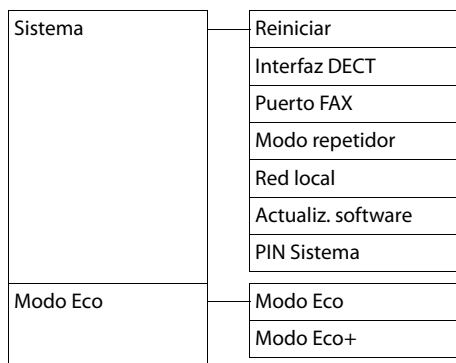 Sistema
Reiniciar
Interfaz DECT
Puerto FAX
Modo repetidor
Red local
Actualiz. software
PIN Sistema
Modo Eco
Modo Eco
Modo Eco+